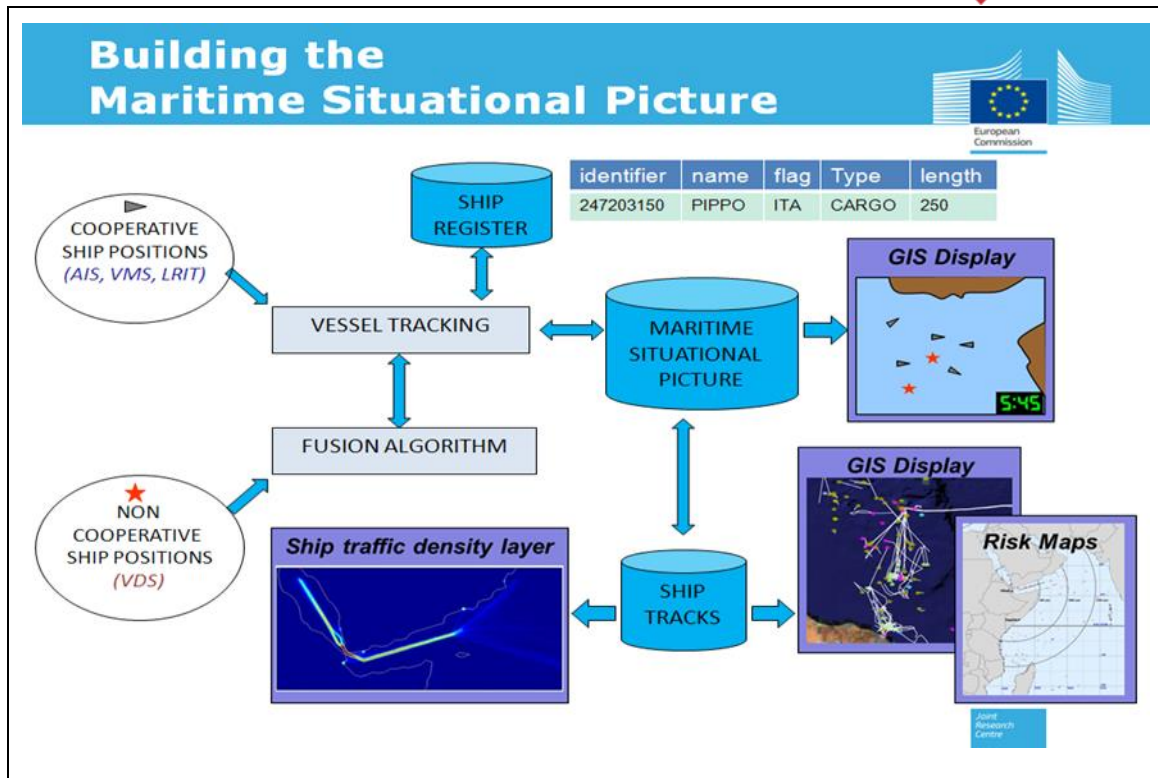 Building the
Maritime Situational Picture
European
Commission
identifier name flag Type length
247203150 PIPPO ITA CARGO 250
SHIP
REGISTER
COOPERATIVE
SHIP POSITIONS
(AIS, VMS, LRIT)
VESSEL TRACKING
MARITIME
SITUATIONAL
PICTURE
GIS Display
5:45
FUSION ALGORITHM
NON
COOPERATIVE
SHIP POSITIONS
(VDS)
Ship traffic density layer
SHIP
TRACKS
GIS Display
Risk Maps
Joint
Research
Centre